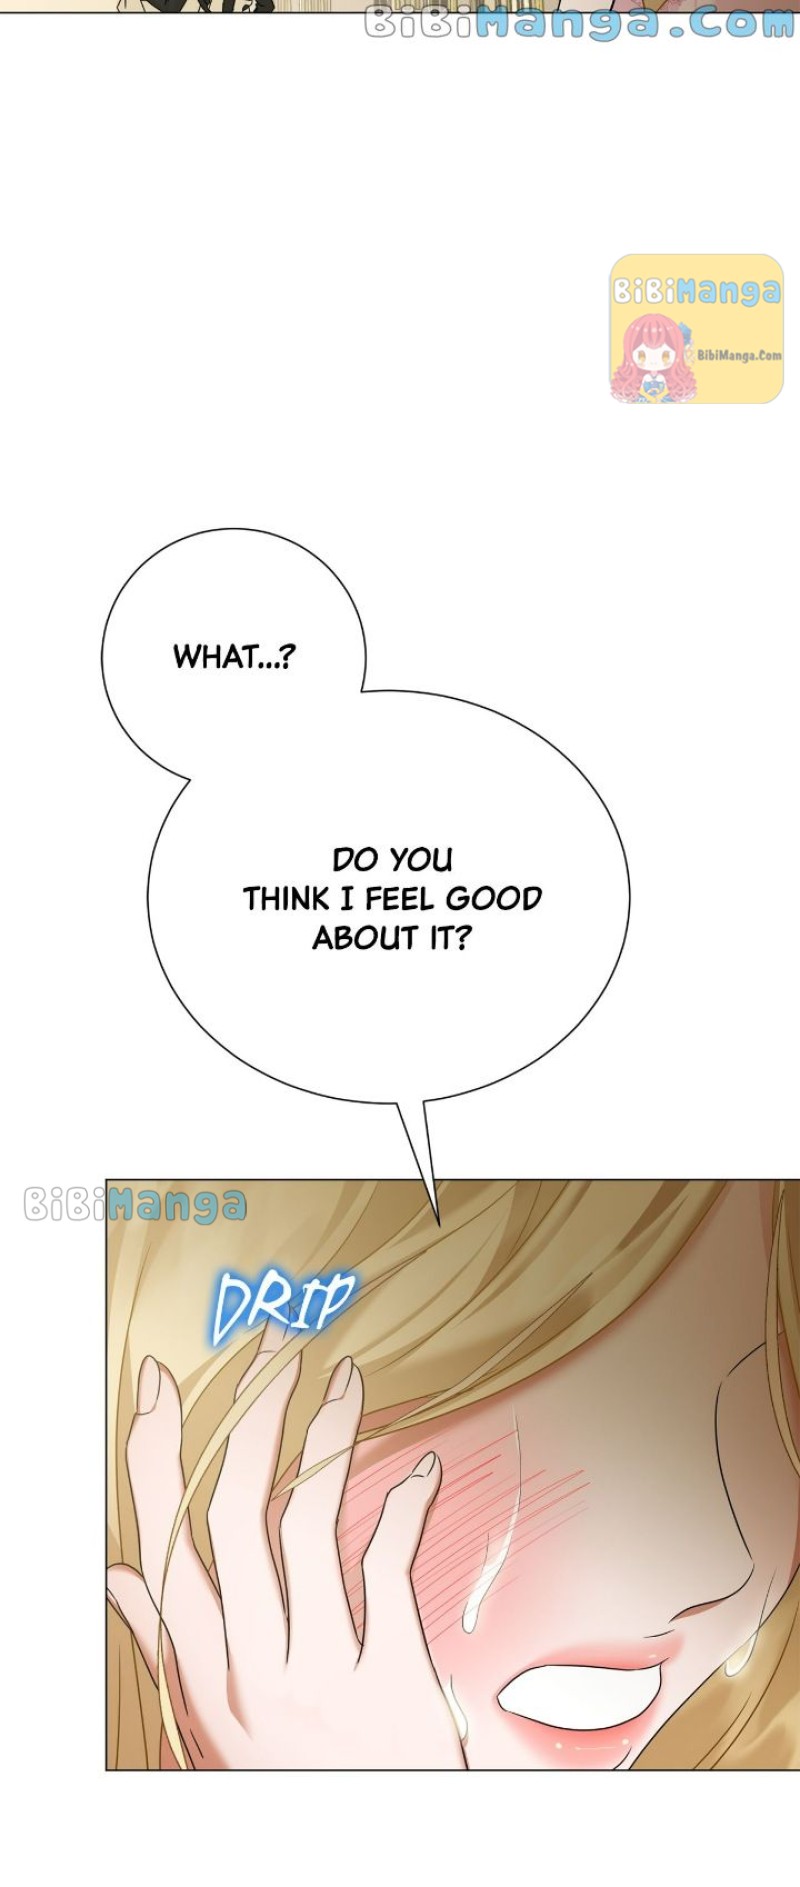 BiBiManga.Com
BiBiManga
BibiManga.Com
WHAT...?
DO YOU
THINK I FEEL GOOD
ABOUT IT?
BiBiManga
DRIP